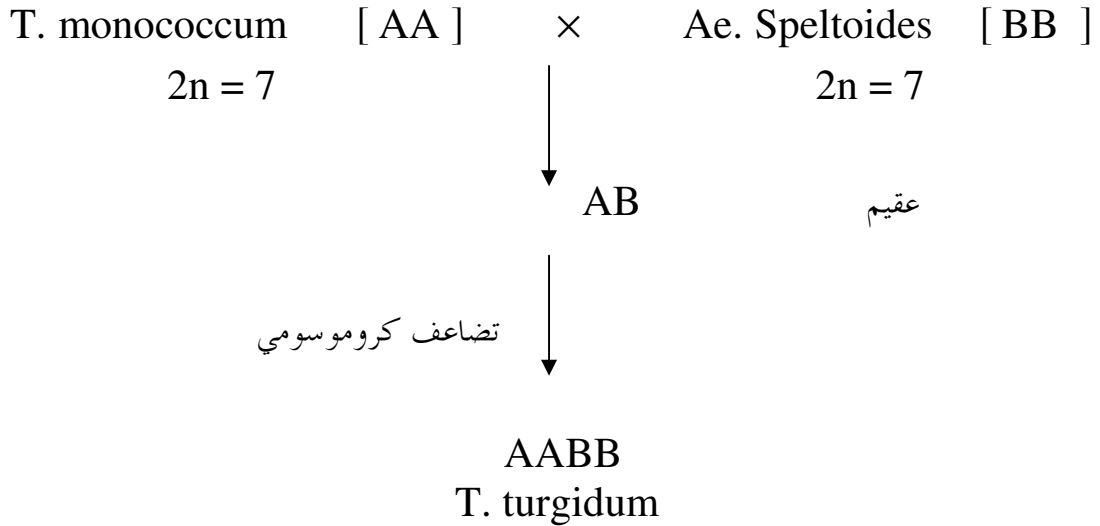 T. monococcum [ AA ] × Ae. Speltoides [ BB ]
2n = 7 2n = 7
AB عقيم
تضاعف كروموسومي
AABB
T. turgidum